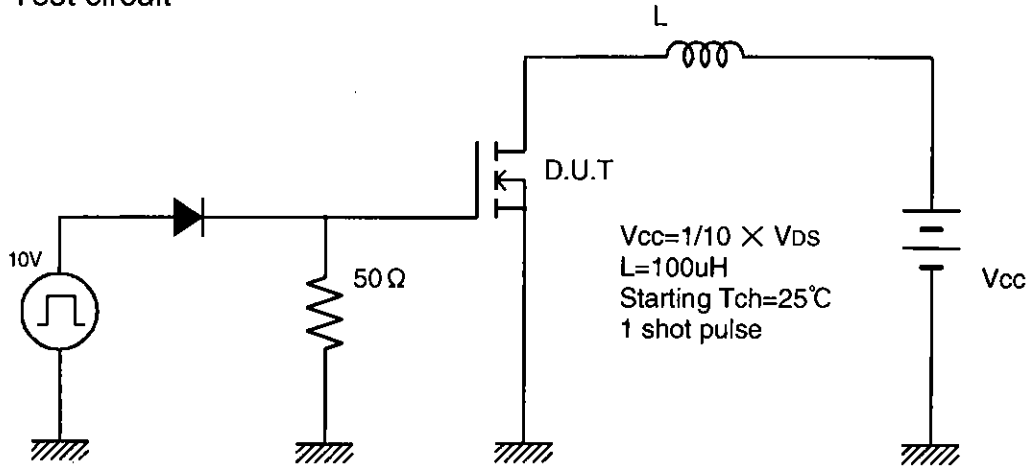 Test circuit
L
D.U.T
10V
50Ω
Vcc=1/10 × VDS
L=100uH
Starting Tch=25℃
1 shot pulse
Vcc